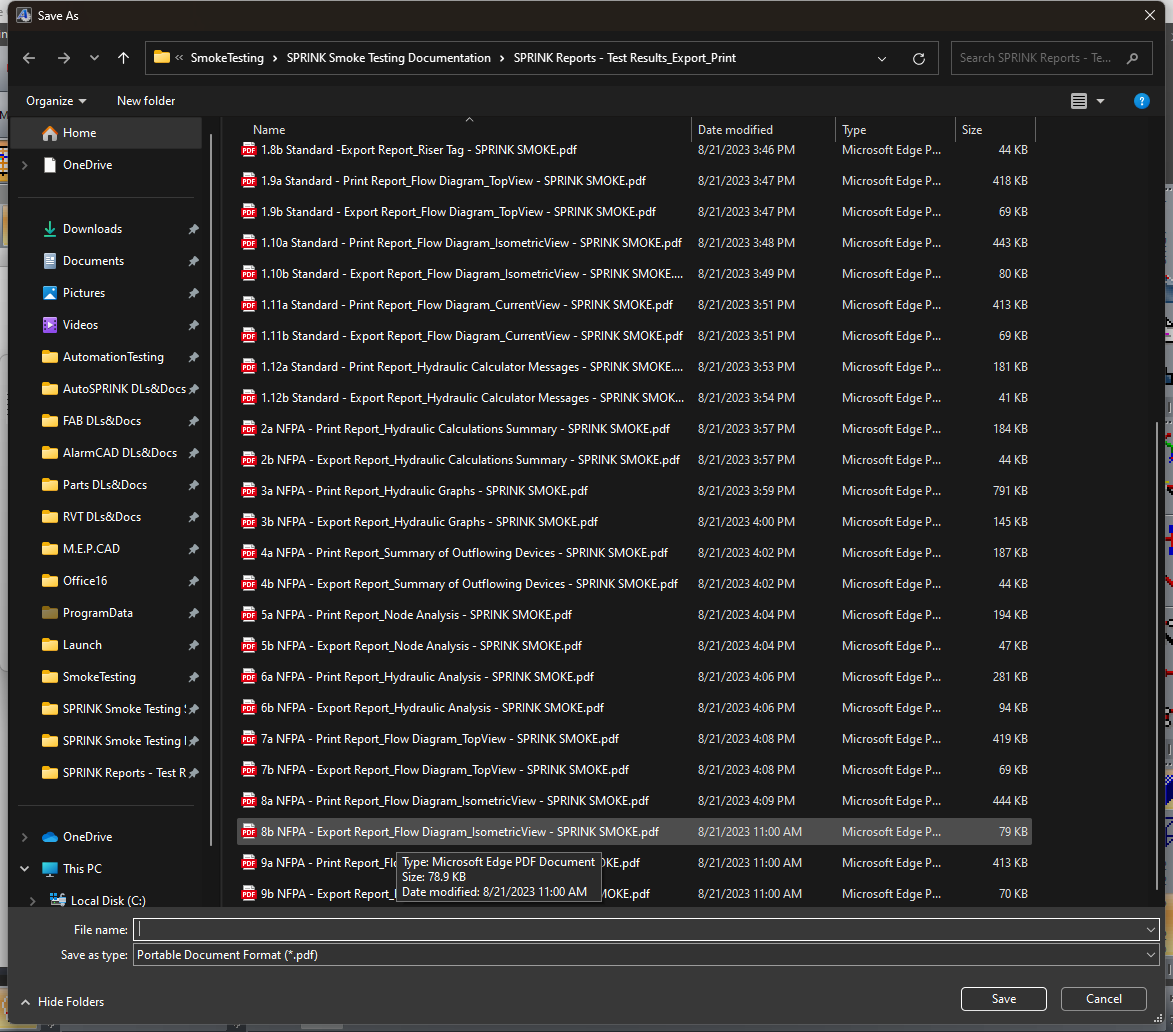 Save As
« SmokeTesting › SPRINK Smoke Testing Documentation › SPRINK Reports - Test Results_Export_Print
Search SPRINK Reports - Te...
Organize
New folder
?
Home
OneDrive
Downloads
Documents
Pictures
Videos
AutomationTesting
AutoSPRINK DLs&Docs
FAB DLs&Docs
AlarmCAD DLs&Docs
Parts DLs&Docs
RVT DLs&Docs
M.E.P.CAD
Office16
ProgramData
Launch
SmokeTesting
SPRINK Smoke Testing
SPRINK Smoke Testing
SPRINK Reports - Test R
OneDrive
This PC
Local Disk (C:)
Name Date modified Type Size
PDF 1.8b Standard -Export Report_Riser Tag - SPRINK SMOKE.pdf 8/21/2023 3:46 PM Microsoft Edge P... 44 KB
PDF 1.9a Standard - Print Report_Flow Diagram_TopView - SPRINK SMOKE.pdf 8/21/2023 3:47 PM Microsoft Edge P... 418 KB
PDF 1.9b Standard - Export Report_Flow Diagram_TopView - SPRINK SMOKE.pdf 8/21/2023 3:47 PM Microsoft Edge P... 69 KB
PDF 1.10a Standard - Print Report_Flow Diagram_IsometricView - SPRINK SMOKE.pdf 8/21/2023 3:48 PM Microsoft Edge P... 443 KB
PDF 1.10b Standard - Export Report_Flow Diagram_IsometricView - SPRINK SMOKE.... 8/21/2023 3:49 PM Microsoft Edge P... 80 KB
PDF 1.11a Standard - Print Report_Flow Diagram_CurrentView - SPRINK SMOKE.pdf 8/21/2023 3:51 PM Microsoft Edge P... 413 KB
PDF 1.11b Standard - Export Report_Flow Diagram_CurrentView - SPRINK SMOKE.pdf 8/21/2023 3:51 PM Microsoft Edge P... 69 KB
PDF 1.12a Standard - Print Report_Hydraulic Calculator Messages - SPRINK SMOKE.... 8/21/2023 3:53 PM Microsoft Edge P... 181 KB
PDF 1.12b Standard - Export Report_Hydraulic Calculator Messages - SPRINK SMOK... 8/21/2023 3:54 PM Microsoft Edge P... 41 KB
PDF 2a NFPA - Print Report_Hydraulic Calculations Summary - SPRINK SMOKE.pdf 8/21/2023 3:57 PM Microsoft Edge P... 184 KB
PDF 2b NFPA - Export Report_Hydraulic Calculations Summary - SPRINK SMOKE.pdf 8/21/2023 3:57 PM Microsoft Edge P... 44 KB
PDF 3a NFPA - Print Report_Hydraulic Graphs - SPRINK SMOKE.pdf 8/21/2023 3:59 PM Microsoft Edge P... 791 KB
PDF 3b NFPA - Export Report_Hydraulic Graphs - SPRINK SMOKE.pdf 8/21/2023 4:00 PM Microsoft Edge P... 145 KB
PDF 4a NFPA - Print Report_Summary of Outflowing Devices - SPRINK SMOKE.pdf 8/21/2023 4:02 PM Microsoft Edge P... 187 KB
PDF 4b NFPA - Export Report_Summary of Outflowing Devices - SPRINK SMOKE.pdf 8/21/2023 4:02 PM Microsoft Edge P... 44 KB
PDF 5a NFPA - Print Report_Node Analysis - SPRINK SMOKE.pdf 8/21/2023 4:04 PM Microsoft Edge P... 194 KB
PDF 5b NFPA - Export Report_Node Analysis - SPRINK SMOKE.pdf 8/21/2023 4:04 PM Microsoft Edge P... 47 KB
PDF 6a NFPA - Print Report_Hydraulic Analysis - SPRINK SMOKE.pdf 8/21/2023 4:06 PM Microsoft Edge P... 281 KB
PDF 6b NFPA - Export Report_Hydraulic Analysis - SPRINK SMOKE.pdf 8/21/2023 4:06 PM Microsoft Edge P... 94 KB
PDF 7a NFPA - Print Report_Flow Diagram_TopView - SPRINK SMOKE.pdf 8/21/2023 4:08 PM Microsoft Edge P... 419 KB
PDF 7b NFPA - Export Report_Flow Diagram_TopView - SPRINK SMOKE.pdf 8/21/2023 4:08 PM Microsoft Edge P... 69 KB
PDF 8a NFPA - Print Report_Flow Diagram_IsometricView - SPRINK SMOKE.pdf 8/21/2023 4:09 PM Microsoft Edge P... 444 KB
PDF 8b NFPA - Export Report_Flow Diagram_IsometricView - SPRINK SMOKE.pdf 8/21/2023 11:00 AM Microsoft Edge P... 79 KB
PDF 9a NFPA - Print Report_Fl KE.pdf 8/21/2023 11:00 AM Microsoft Edge P... 413 KB
PDF 9b NFPA - Export Report_ MOKE.pdf 8/21/2023 11:00 AM Microsoft Edge P... 70 KB
Type: Microsoft Edge PDF Document
Size: 78.9 KB
Date modified: 8/21/2023 11:00 AM
File name:
Save as type: Portable Document Format (*.pdf)
Hide Folders
Save
Cancel